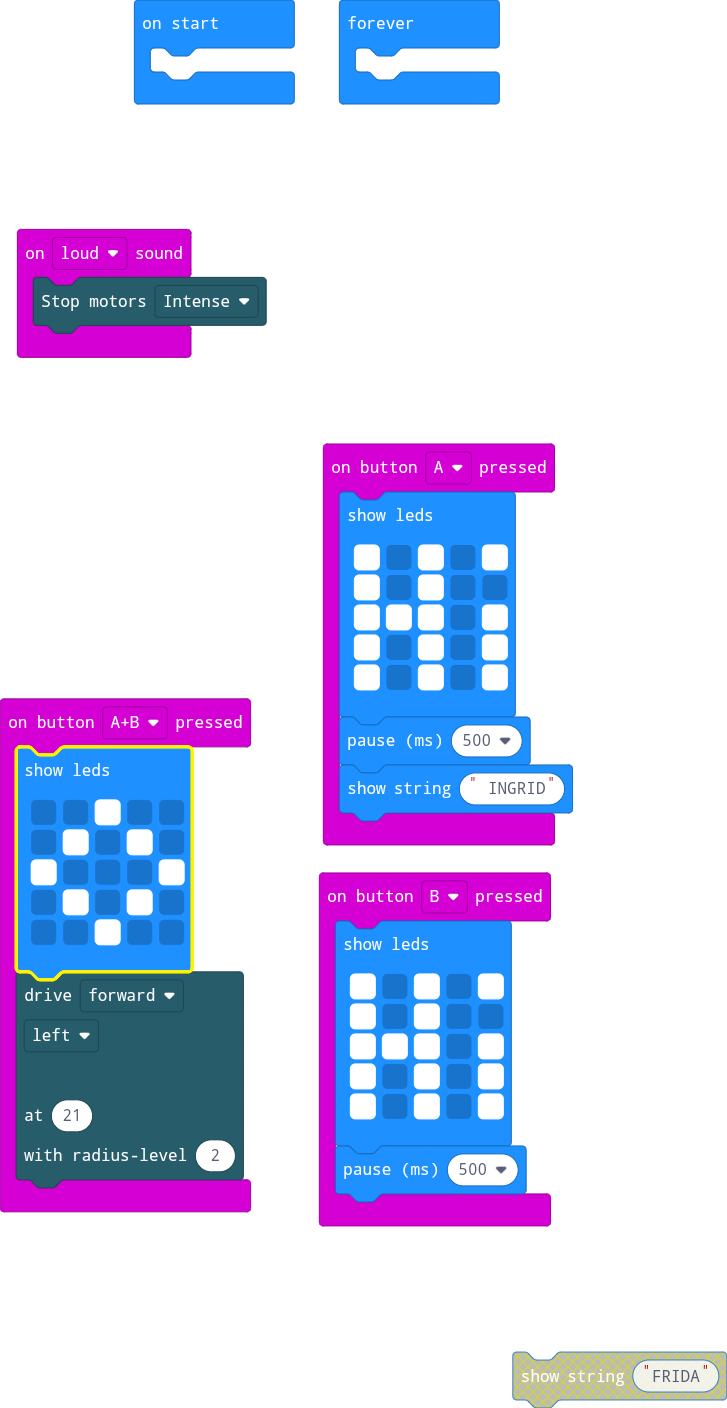 on start
forever
on loud sound
Stop motors Intense
on button A pressed
show leds
pause (ms) 500
show string " INGRID"
on button A+B pressed
show leds
drive forward
left
at 21
with radius-level 2
on button B pressed
show leds
pause (ms) 500
show string "FRIDA"